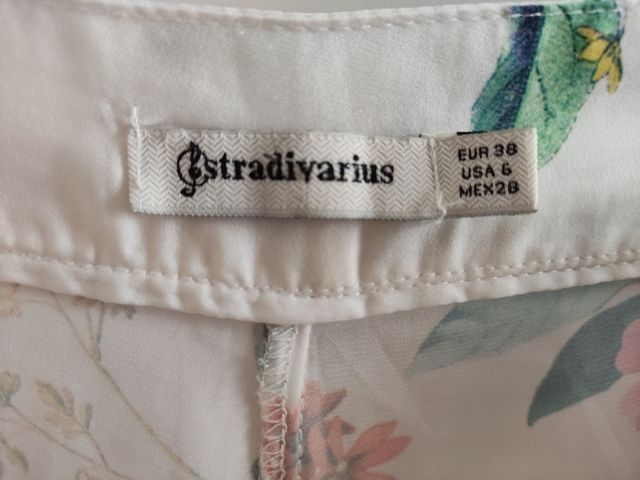 stradivarius
EUR 38
USA 6
MEX 28